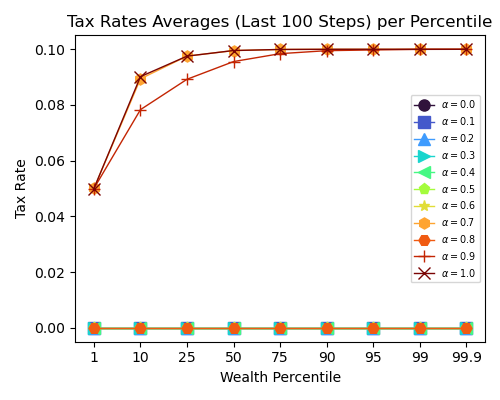 Tax Rates Averages (Last 100 Steps) per Percentile
Tax Rate
0.10
0.08
0.06
0.04
0.02
0.00
α = 0.0
α = 0.1
α = 0.2
α = 0.3
α = 0.4
α = 0.5
α = 0.6
α = 0.7
α = 0.8
α = 0.9
α = 1.0
1 10 25 50 75 90 95 99 99.9
Wealth Percentile